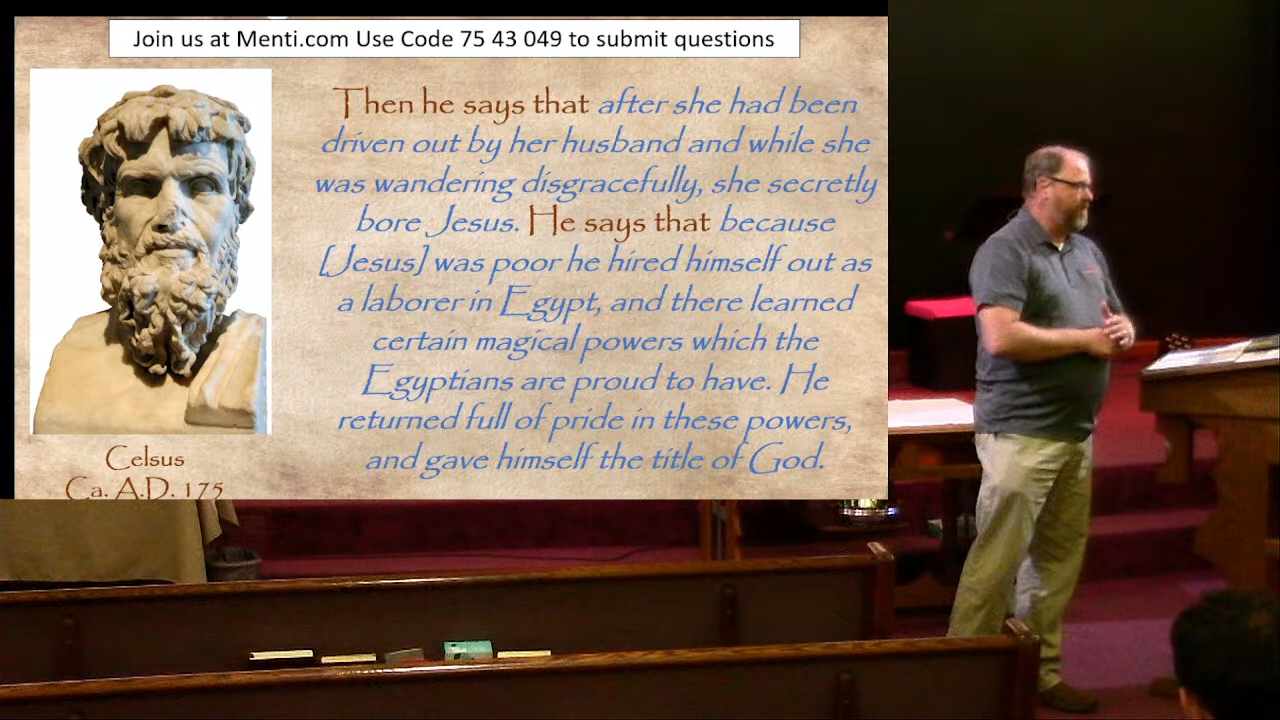 Join us at Menti.com Use Code 75 43 049 to submit questions
Then he says that after she had been
driven out by her husband and while she
was wandering disgracefully, she secretly
bore Jesus. He says that because
[Jesus] was poor he hired himself out as
a laborer in Egypt, and there learned
certain magical powers which the
Egyptians are proud to have. He
returned full of pride in these powers,
and gave himself the title of God.
Celsus
Ca. A.D. 175